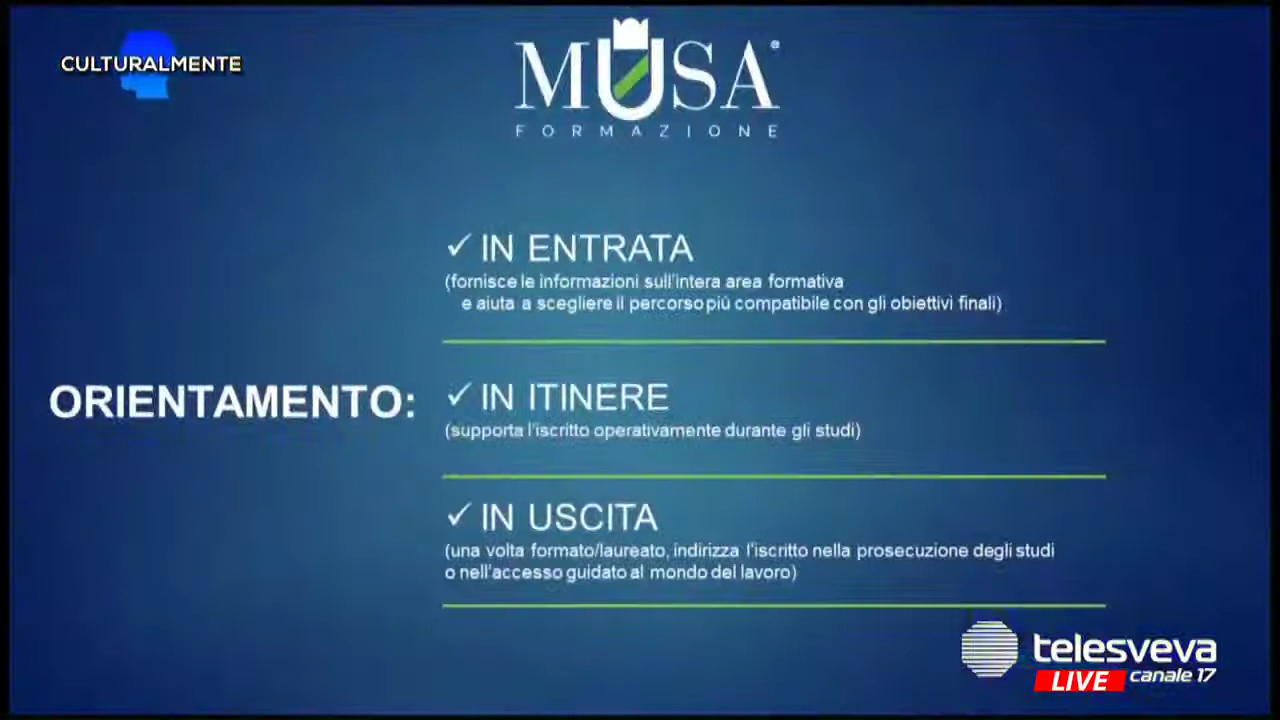 CULTURALMENTE
MUSA®
FORMAZIONE
✓ IN ENTRATA
(fornisce le informazioni sull'intera area formativa
e aiuta a scegliere il percorso più compatibile con gli obiettivi finali)
ORIENTAMENTO:
✓ IN ITINERE
(supporta l'iscritto operativamente durante gli studi)
✓ IN USCITA
(una volta formato/laureato, indirizza l'iscritto nella prosecuzione degli studi
o nell'accesso guidato al mondo del lavoro)
telesveva
LIVE canale 17